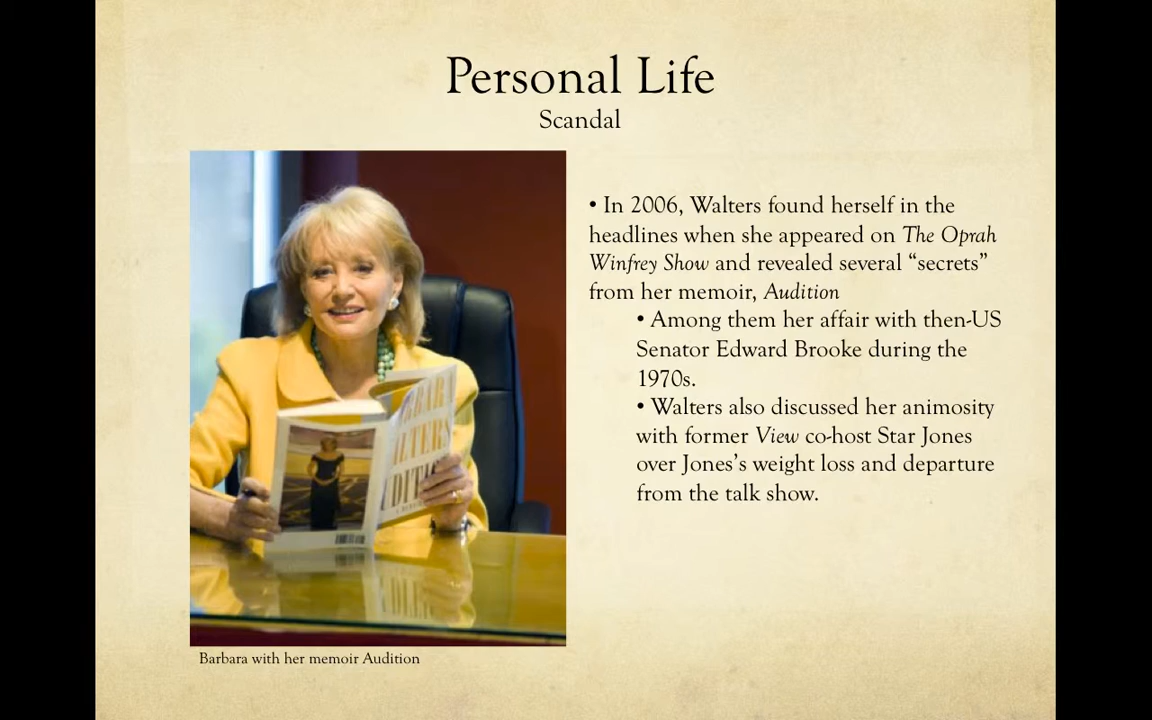 Personal Life
Scandal
• In 2006, Walters found herself in the
headlines when she appeared on The Oprah
Winfrey Show and revealed several “secrets”
from her memoir, Audition
• Among them her affair with then-US
Senator Edward Brooke during the
1970s.
• Walters also discussed her animosity
with former View co-host Star Jones
over Jones’s weight loss and departure
from the talk show.
Barbara with her memoir Audition